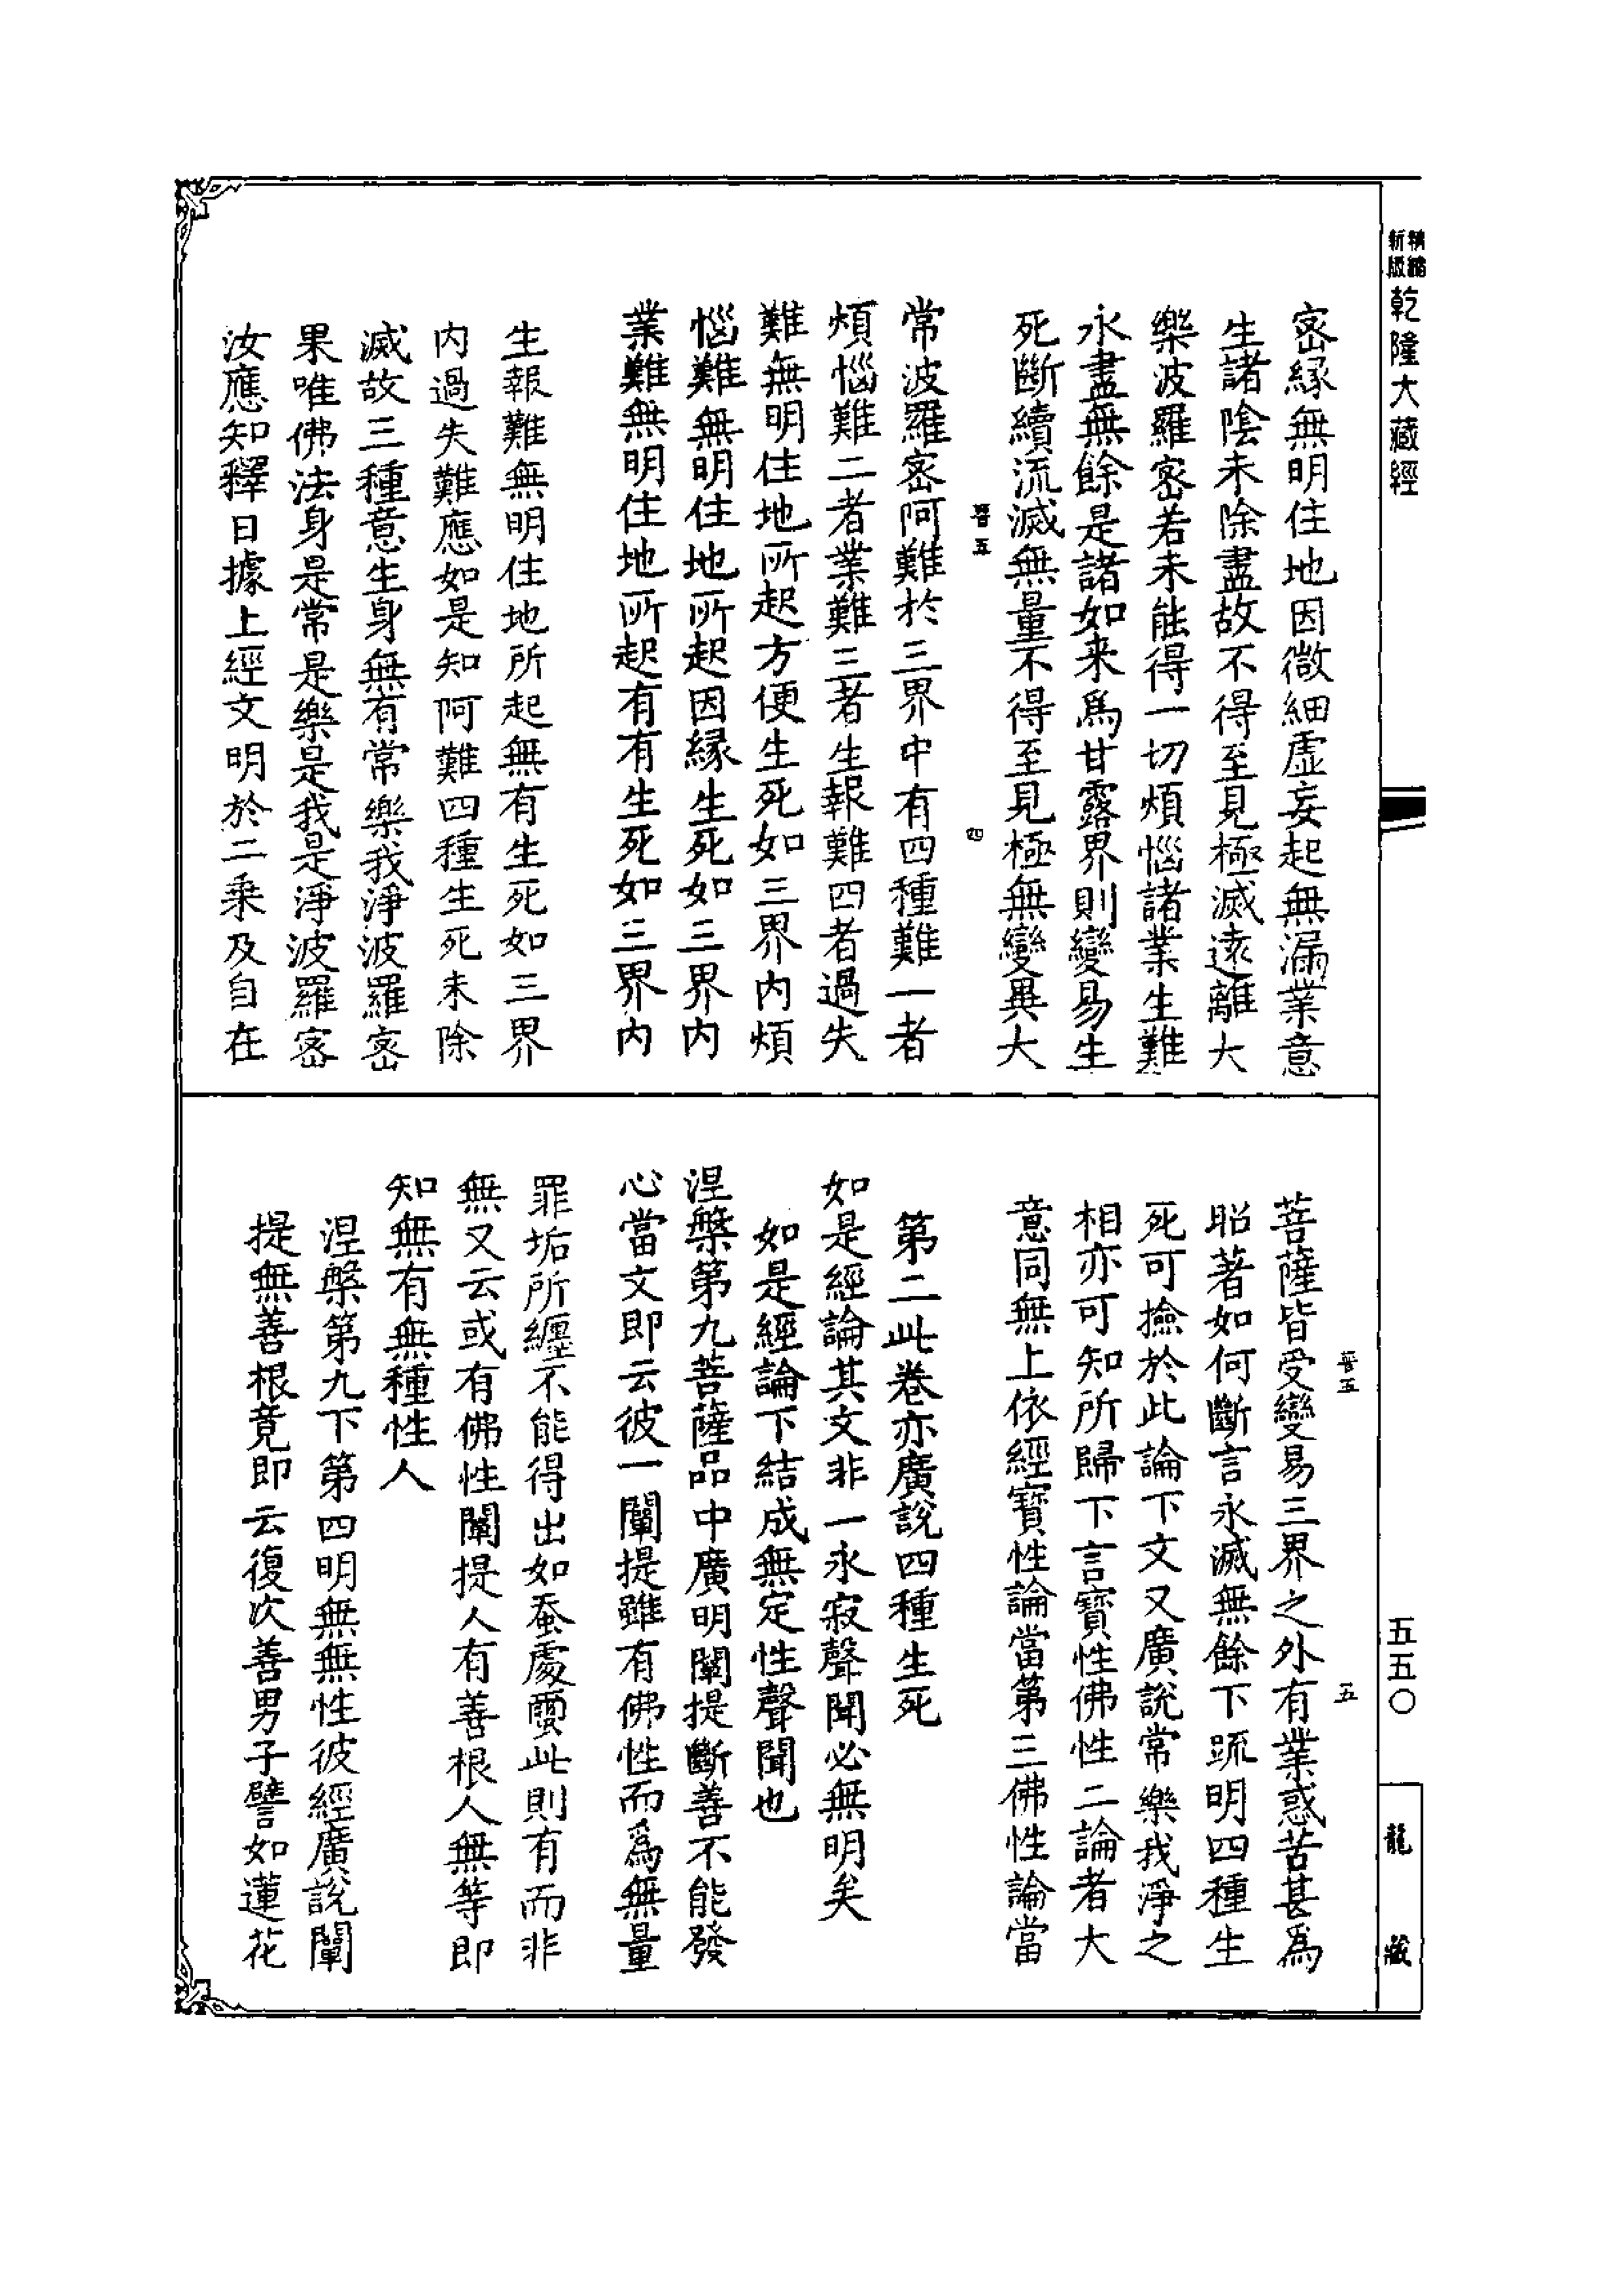 精縮
新版
乾隆大藏經
五五〇
龍藏
密緣無明住地因微細虛妄起無漏業意
生諸陰未除盡故不得至見極滅遠離大
樂波羅密若未能得一切煩惱諸業生難
永盡無餘是諸如来為甘露界則變易生
死斷續流滅無量不得至見極無變異大
晉五 四
常波羅密阿難於三界中有四種難一者
煩惱難二者業難三者生報難四者過失
難無明住地所起方便生死如三界内煩
惱難無明住地所起因緣生死如三界内
業難無明住地所起有有生死如三界内
生報難無明住地所起無有生死如三界
内過失難應如是知阿難四種生死未除
滅故三種意生身無有常樂我淨波羅密
果唯佛法身是常是樂是我是淨波羅密
汝應知釋曰據上經文明於二乘及自在
晉五 五
菩薩皆受變易三界之外有業惑苦甚為
昭著如何斷言永滅無餘下䟽明四種生
死可撿於此論下文又廣說常樂我淨之
相亦可知所歸下言寶性佛性二論者大
意同無上依經寶性論當第三佛性論當
第二此卷亦廣說四種生死
如是經論其文非一永寂聲聞必無明矣
如是經論下結成無定性聲聞也
涅槃第九菩薩品中廣明闡提斷善不能發
心當文即云彼一闡提雖有佛性而為無量
罪垢所纏不能得出如蚕處𠁅此則有而非
無又云或有佛性闡提人有善根人無等即
知無有無種性人
涅槃第九下第四明無無性彼經廣說闡
提無善根竟即云復次善男子譬如蓮花